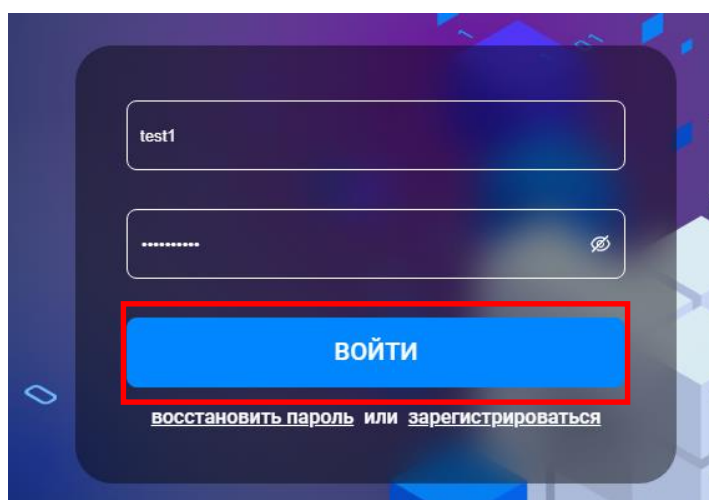 test1
••••••••••
ВОЙТИ
восстановить пароль или зарегистрироваться